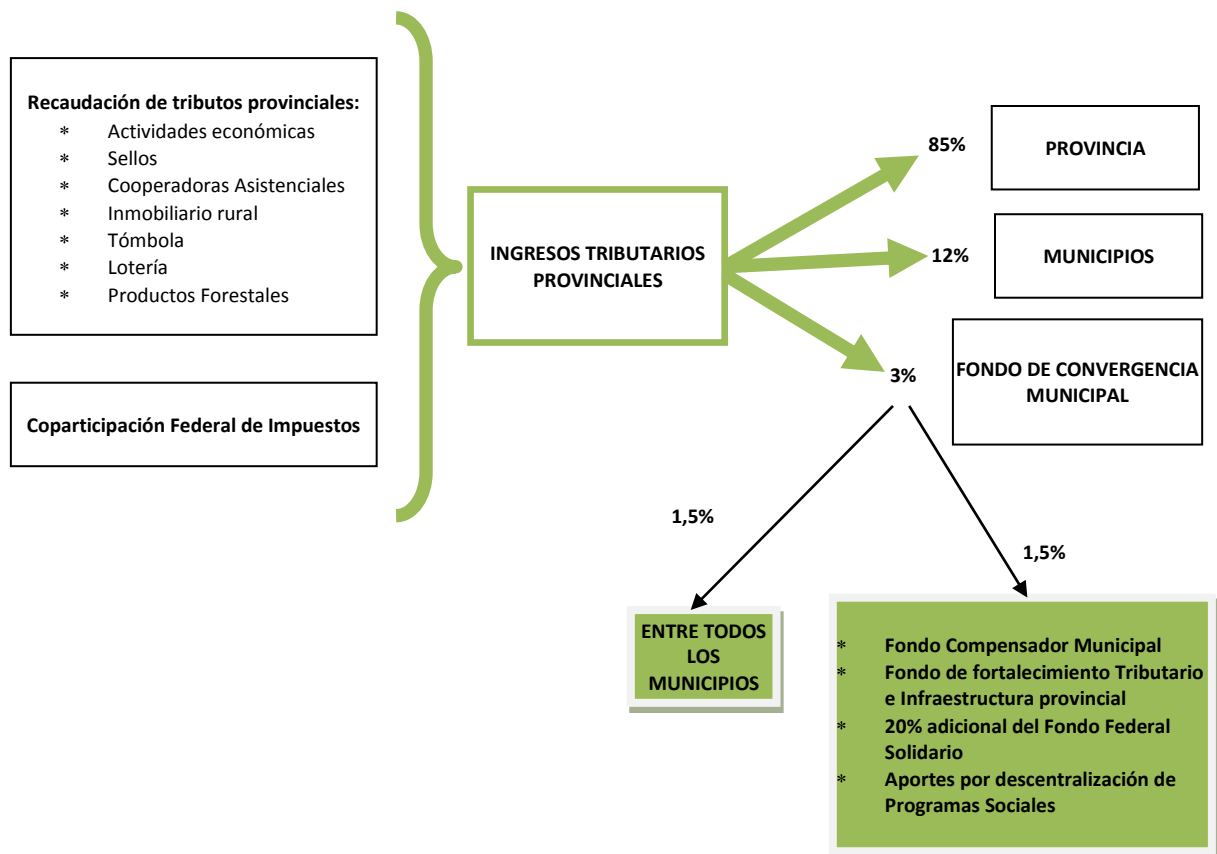 Recaudación de tributos provinciales:
* Actividades económicas
* Sellos
* Cooperadoras Asistenciales
* Inmobiliario rural
* Tómbola
* Lotería
* Productos Forestales
Coparticipación Federal de Impuestos
INGRESOS TRIBUTARIOS
PROVINCIALES
85%
PROVINCIA
12%
MUNICIPIOS
3%
FONDO DE CONVERGENCIA
MUNICIPAL
1,5%
1,5%
ENTRE TODOS
LOS
MUNICIPIOS
* Fondo Compensador Municipal
* Fondo de fortalecimiento Tributario
e Infraestructura provincial
* 20% adicional del Fondo Federal
Solidario
* Aportes por descentralización de
Programas Sociales